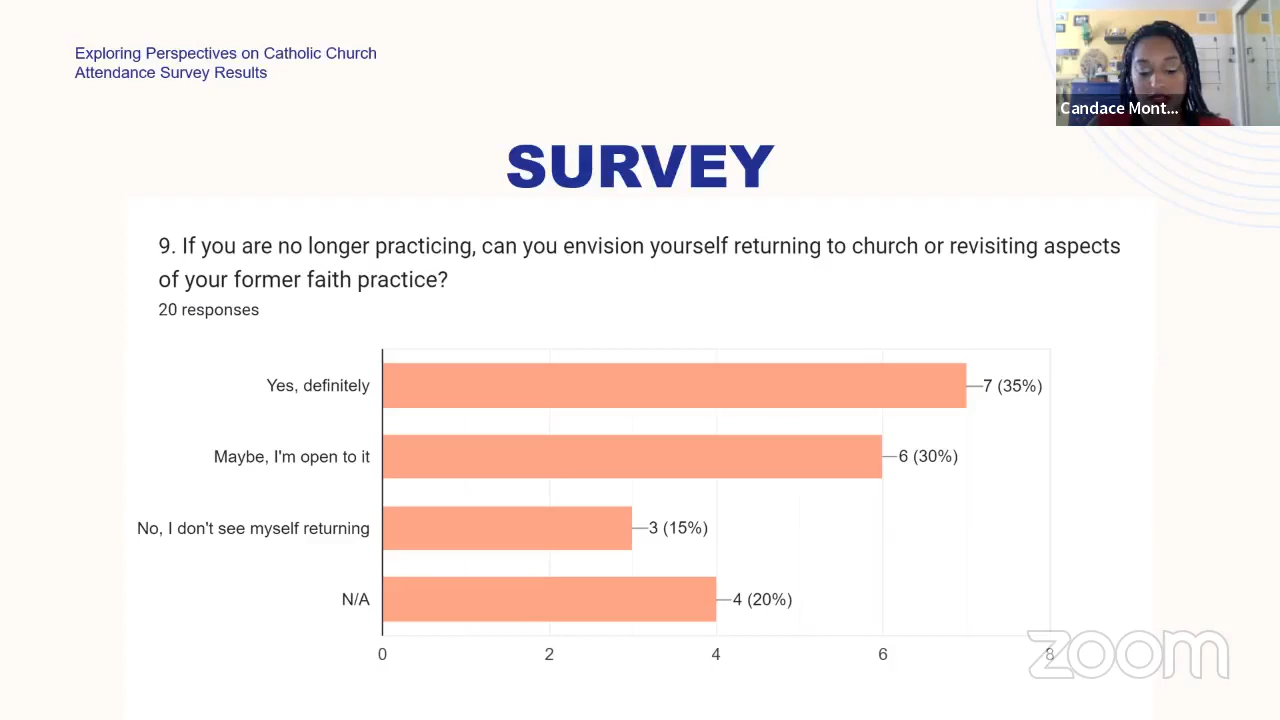 Exploring Perspectives on Catholic Church
Attendance Survey Results
Candace Mont...
SURVEY
9. If you are no longer practicing, can you envision yourself returning to church or revisiting aspects
of your former faith practice?
20 responses
Yes, definitely
7 (35%)
Maybe, I'm open to it
6 (30%)
No, I don't see myself returning
3 (15%)
N/A
4 (20%)
0 2 4 6 8
zoom